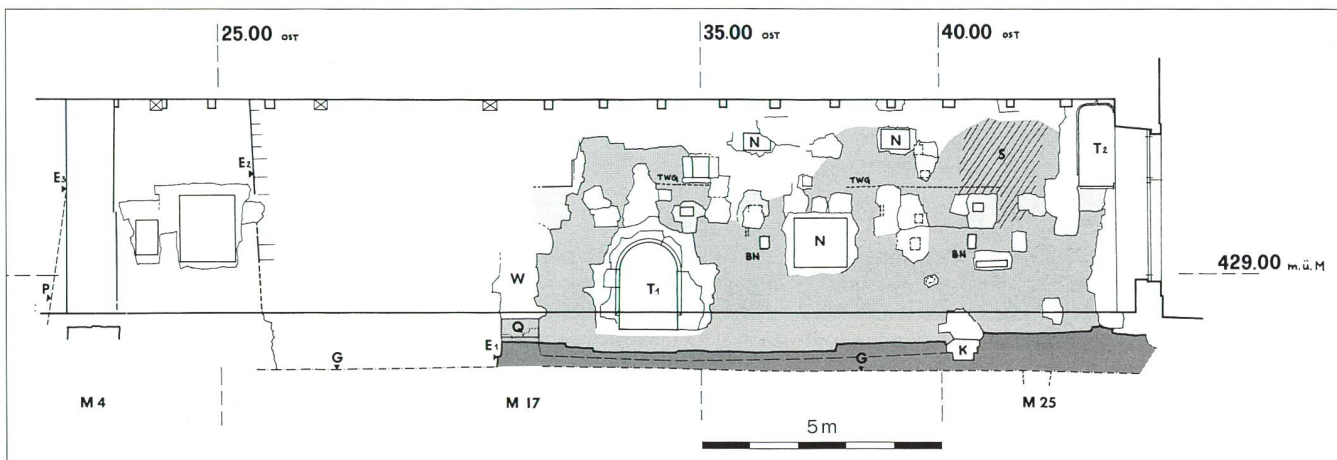 25.00 OST 35.00 OST 40.00 OST
N N S T2
E2
E3 TWG TWG
N
BN BN
429.00 m.ü.M
P W T1
Q
E1 K
G G
M 4 M 17 M 25
5m